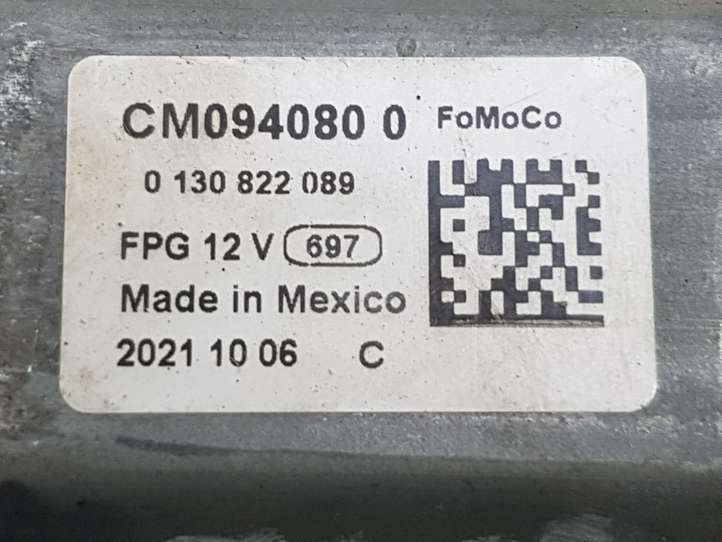 CM094080 0 FoMoCo
0 130 822 089
FPG 12 V 697
Made in Mexico
2021 10 06 C